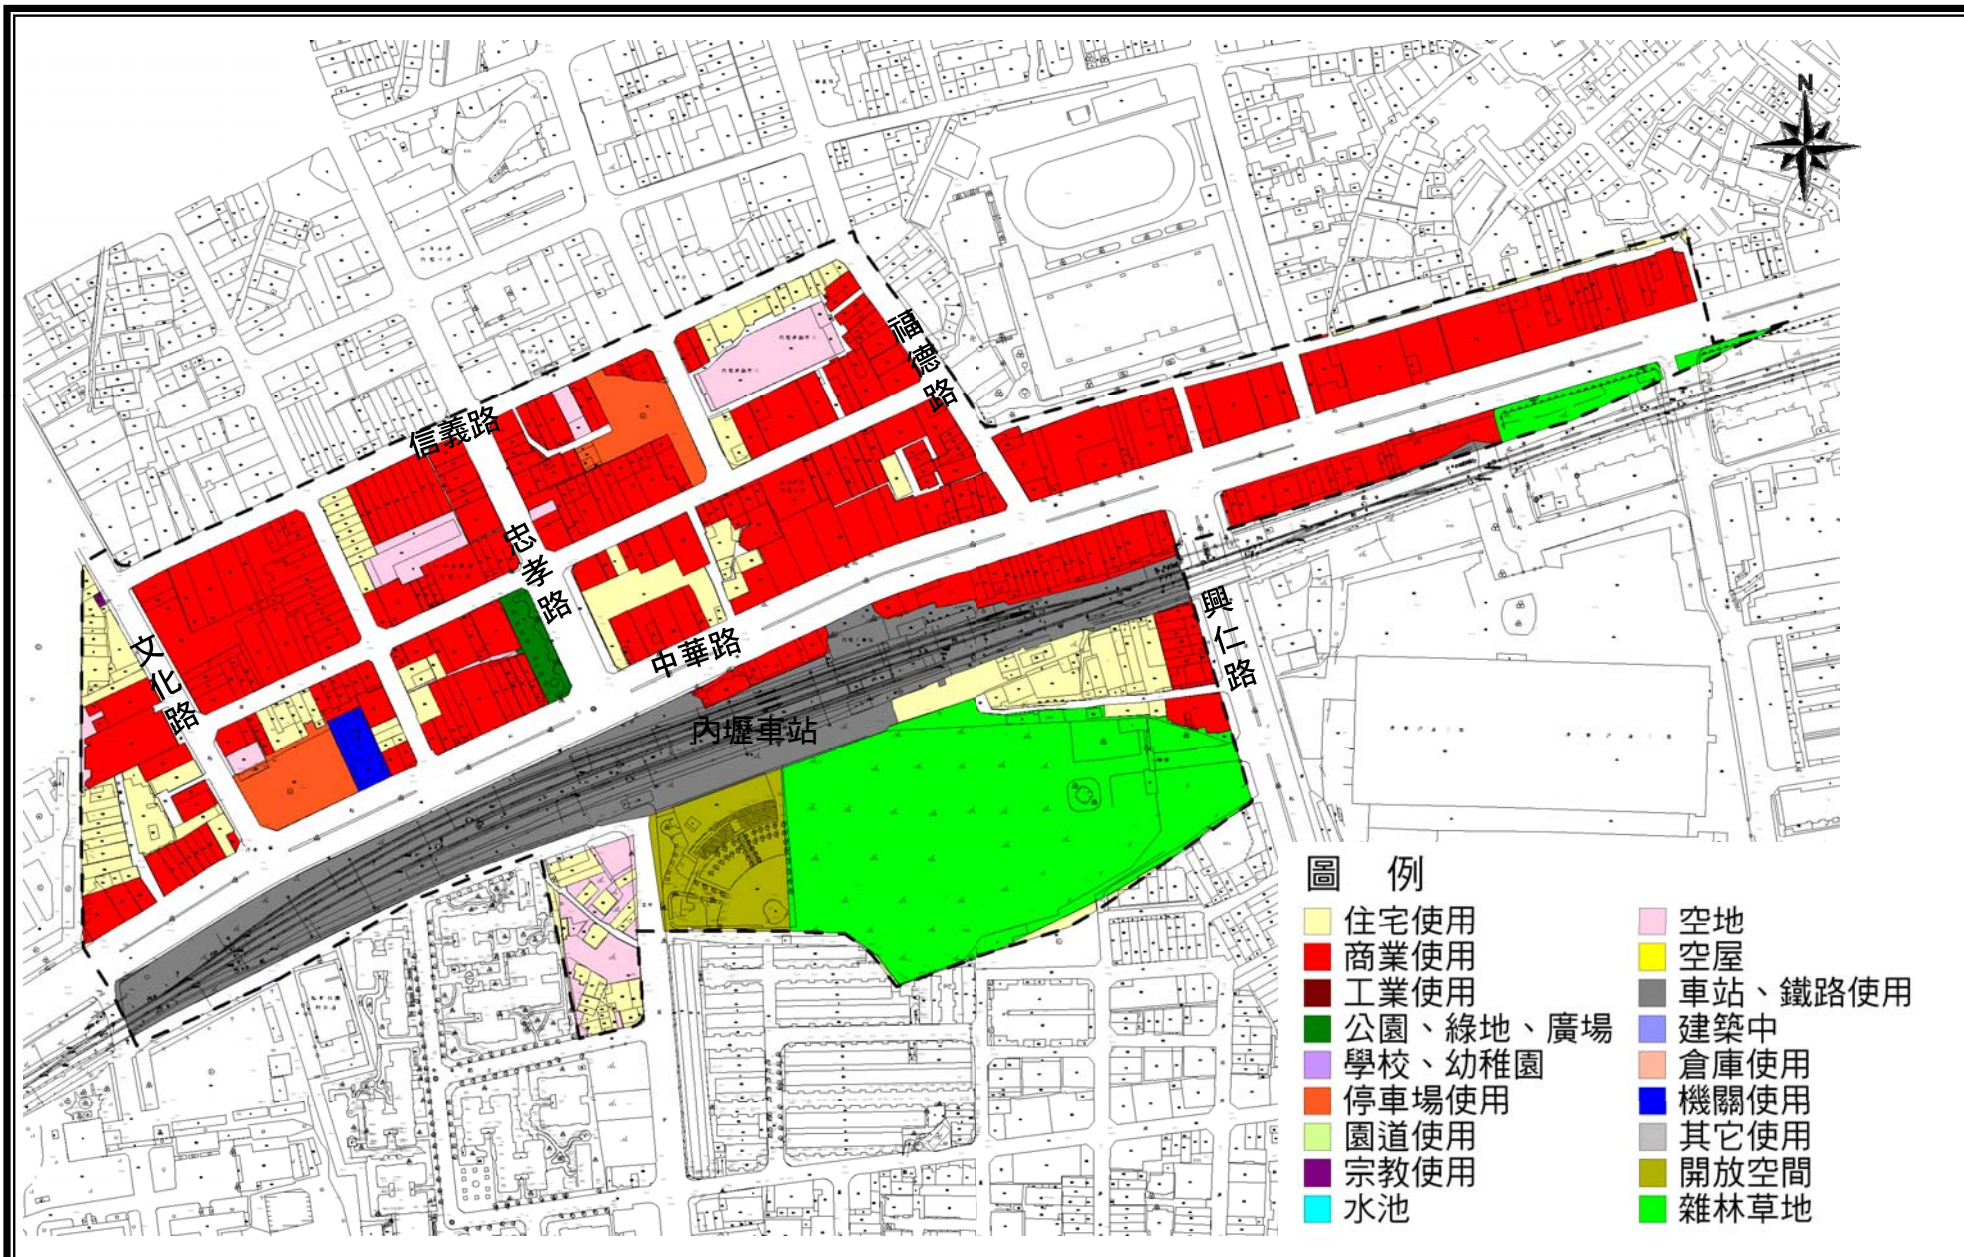 N
福德路
信義路
忠孝路
文化路
中華路
興仁路
內壢車站
圖 例
住宅使用
空地
商業使用
空屋
工業使用
車站、鐵路使用
公園、綠地、廣場
建築中
學校、幼稚園
倉庫使用
停車場使用
機關使用
園道使用
其它使用
宗教使用
開放空間
水池
雜林草地